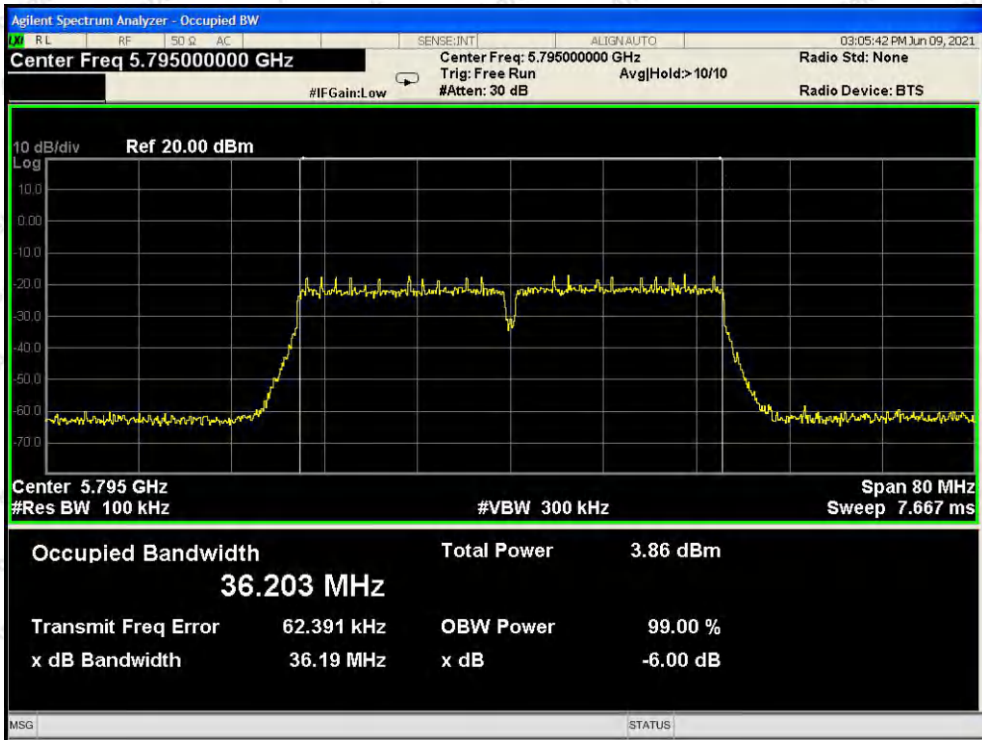 Agilent Spectrum Analyzer - Occupied BW
LXI RL RF 50 Ω AC SENSE:INT ALIGN AUTO 03:05:42 PM Jun 09, 2021
Center Freq 5.795000000 GHz Center Freq: 5.795000000 GHz Radio Std: None
Trig: Free Run Avg|Hold:>10/10
#IFGain:Low #Atten: 30 dB Radio Device: BTS
10 dB/div Ref 20.00 dBm
Log
10.0
0.00
-10.0
-20.0
-30.0
-40.0
-50.0
-60.0
-70.0
Center 5.795 GHz Span 80 MHz
#Res BW 100 kHz #VBW 300 kHz Sweep 7.667 ms
Occupied Bandwidth Total Power 3.86 dBm
36.203 MHz
Transmit Freq Error 62.391 kHz OBW Power 99.00 %
x dB Bandwidth 36.19 MHz x dB -6.00 dB
MSG STATUS